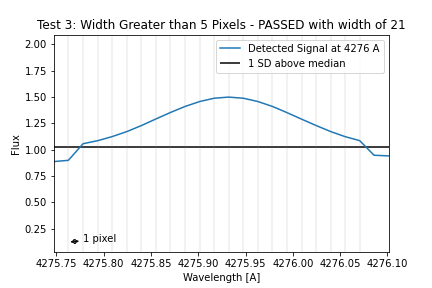 Test 3: Width Greater than 5 Pixels - PASSED with width of 21
2.00
1.75
1.50
1.25
1.00
0.75
0.50
0.25
Flux
Detected Signal at 4276 A
1 SD above median
1 pixel
4275.75 4275.80 4275.85 4275.90 4275.95 4276.00 4276.05 4276.10
Wavelength [A]